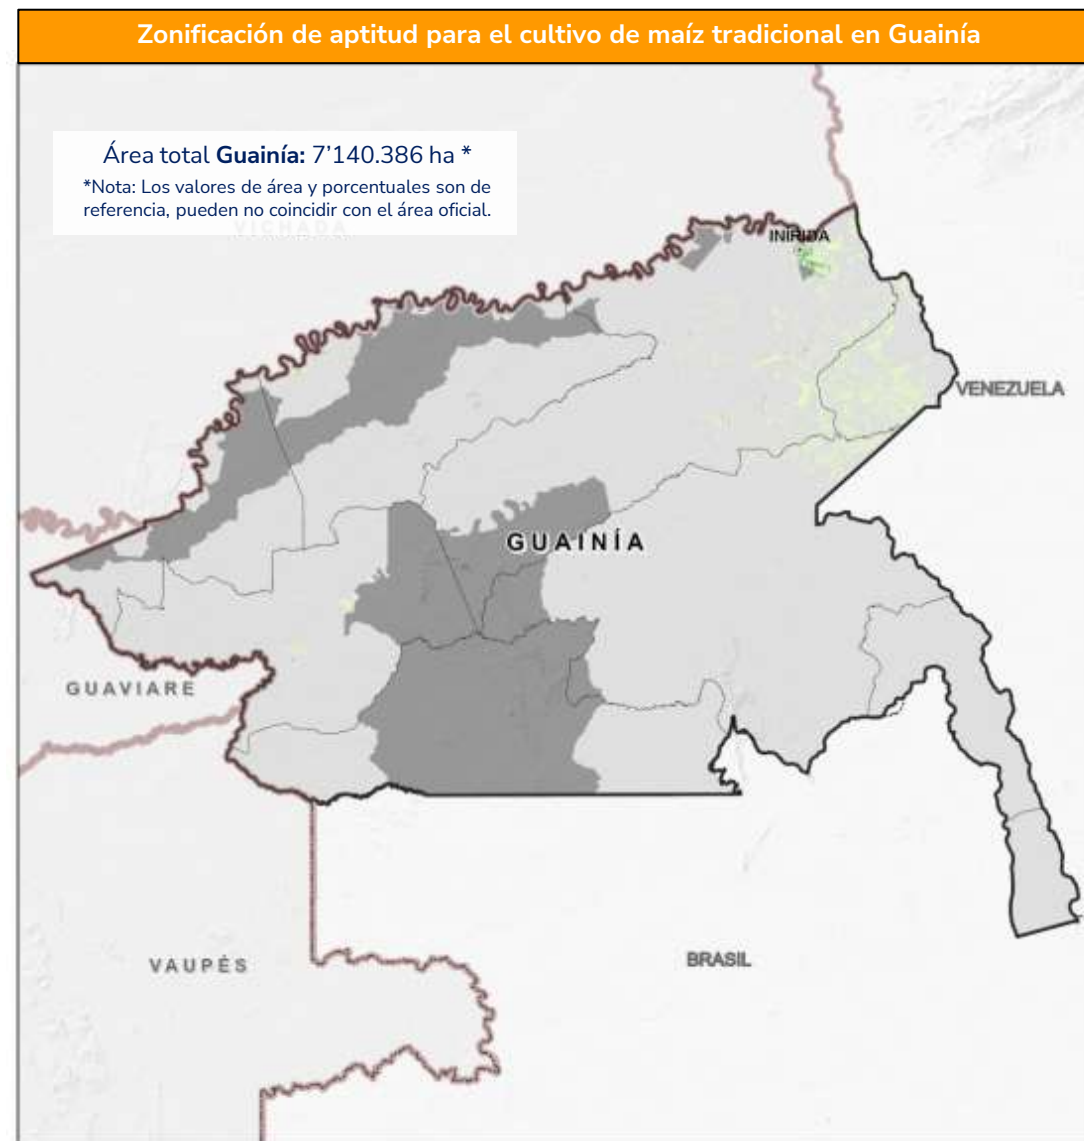 Zonificación de aptitud para el cultivo de maíz tradicional en Guainía
Área total Guainía: 7’140.386 ha *
*Nota: Los valores de área y porcentuales son de
referencia, pueden no coincidir con el área oficial.
VICHADA
INÍRIDA
VENEZUELA
GUAINÍA
GUAVIARE
VAUPÉS
BRASIL